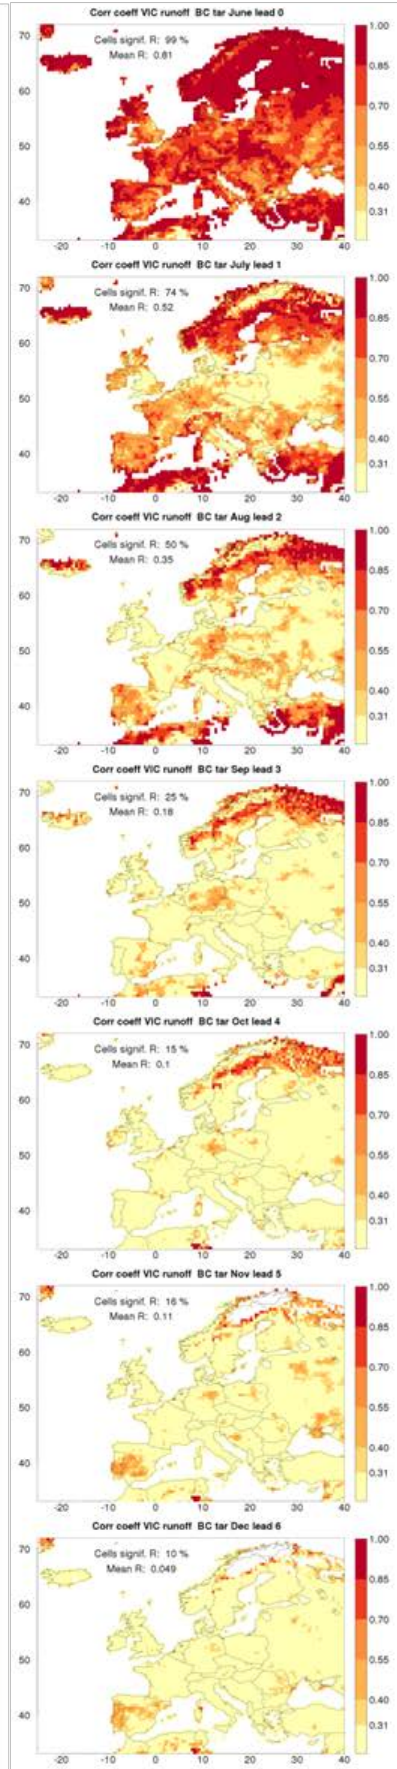 Corr coeff VIC runoff BC tar June lead 0
Cells signif. R: 99 %
Mean R: 0.81
70
60
50
40
-20 -10 0 10 20 30 40
1.00
0.85
0.70
0.55
0.40
0.31
Corr coeff VIC runoff BC tar July lead 1
Cells signif. R: 74 %
Mean R: 0.52
70
60
50
40
-20 -10 0 10 20 30 40
1.00
0.85
0.70
0.55
0.40
0.31
Corr coeff VIC runoff BC tar Aug lead 2
Cells signif. R: 50 %
Mean R: 0.35
70
60
50
40
-20 -10 0 10 20 30 40
1.00
0.85
0.70
0.55
0.40
0.31
Corr coeff VIC runoff BC tar Sep lead 3
Cells signif. R: 25 %
Mean R: 0.18
70
60
50
40
-20 -10 0 10 20 30 40
1.00
0.85
0.70
0.55
0.40
0.31
Corr coeff VIC runoff BC tar Oct lead 4
Cells signif. R: 15 %
Mean R: 0.1
70
60
50
40
-20 -10 0 10 20 30 40
1.00
0.85
0.70
0.55
0.40
0.31
Corr coeff VIC runoff BC tar Nov lead 5
Cells signif. R: 16 %
Mean R: 0.11
70
60
50
40
-20 -10 0 10 20 30 40
1.00
0.85
0.70
0.55
0.40
0.31
Corr coeff VIC runoff BC tar Dec lead 6
Cells signif. R: 10 %
Mean R: 0.049
70
60
50
40
-20 -10 0 10 20 30 40
1.00
0.85
0.70
0.55
0.40
0.31